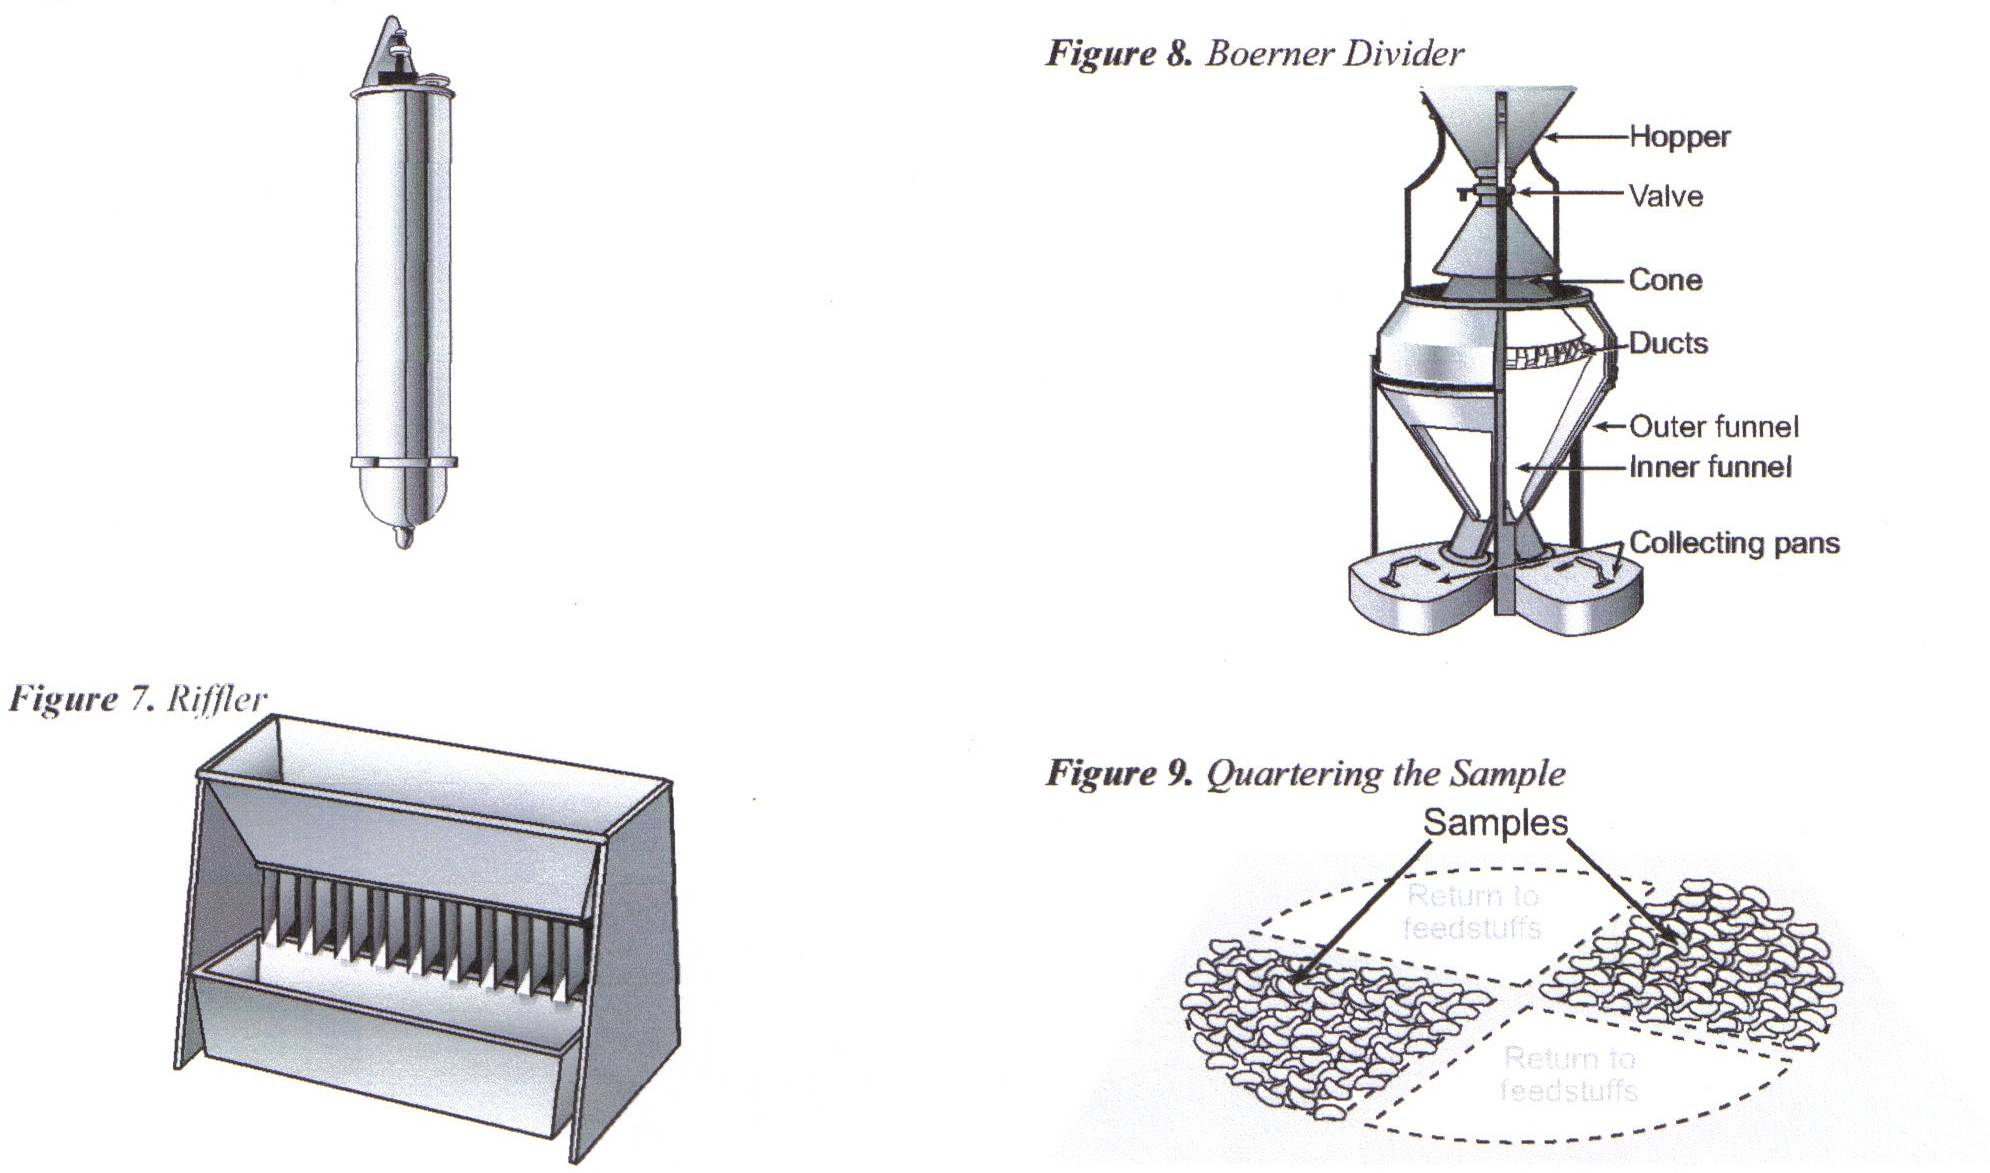 Figure 7. Riffler
Figure 8. Boerner Divider
Hopper
Valve
Cone
Ducts
Outer funnel
Inner funnel
Collecting pans
Figure 9. Quartering the Sample
Samples
Return to
feedstuffs
Return to
feedstuffs